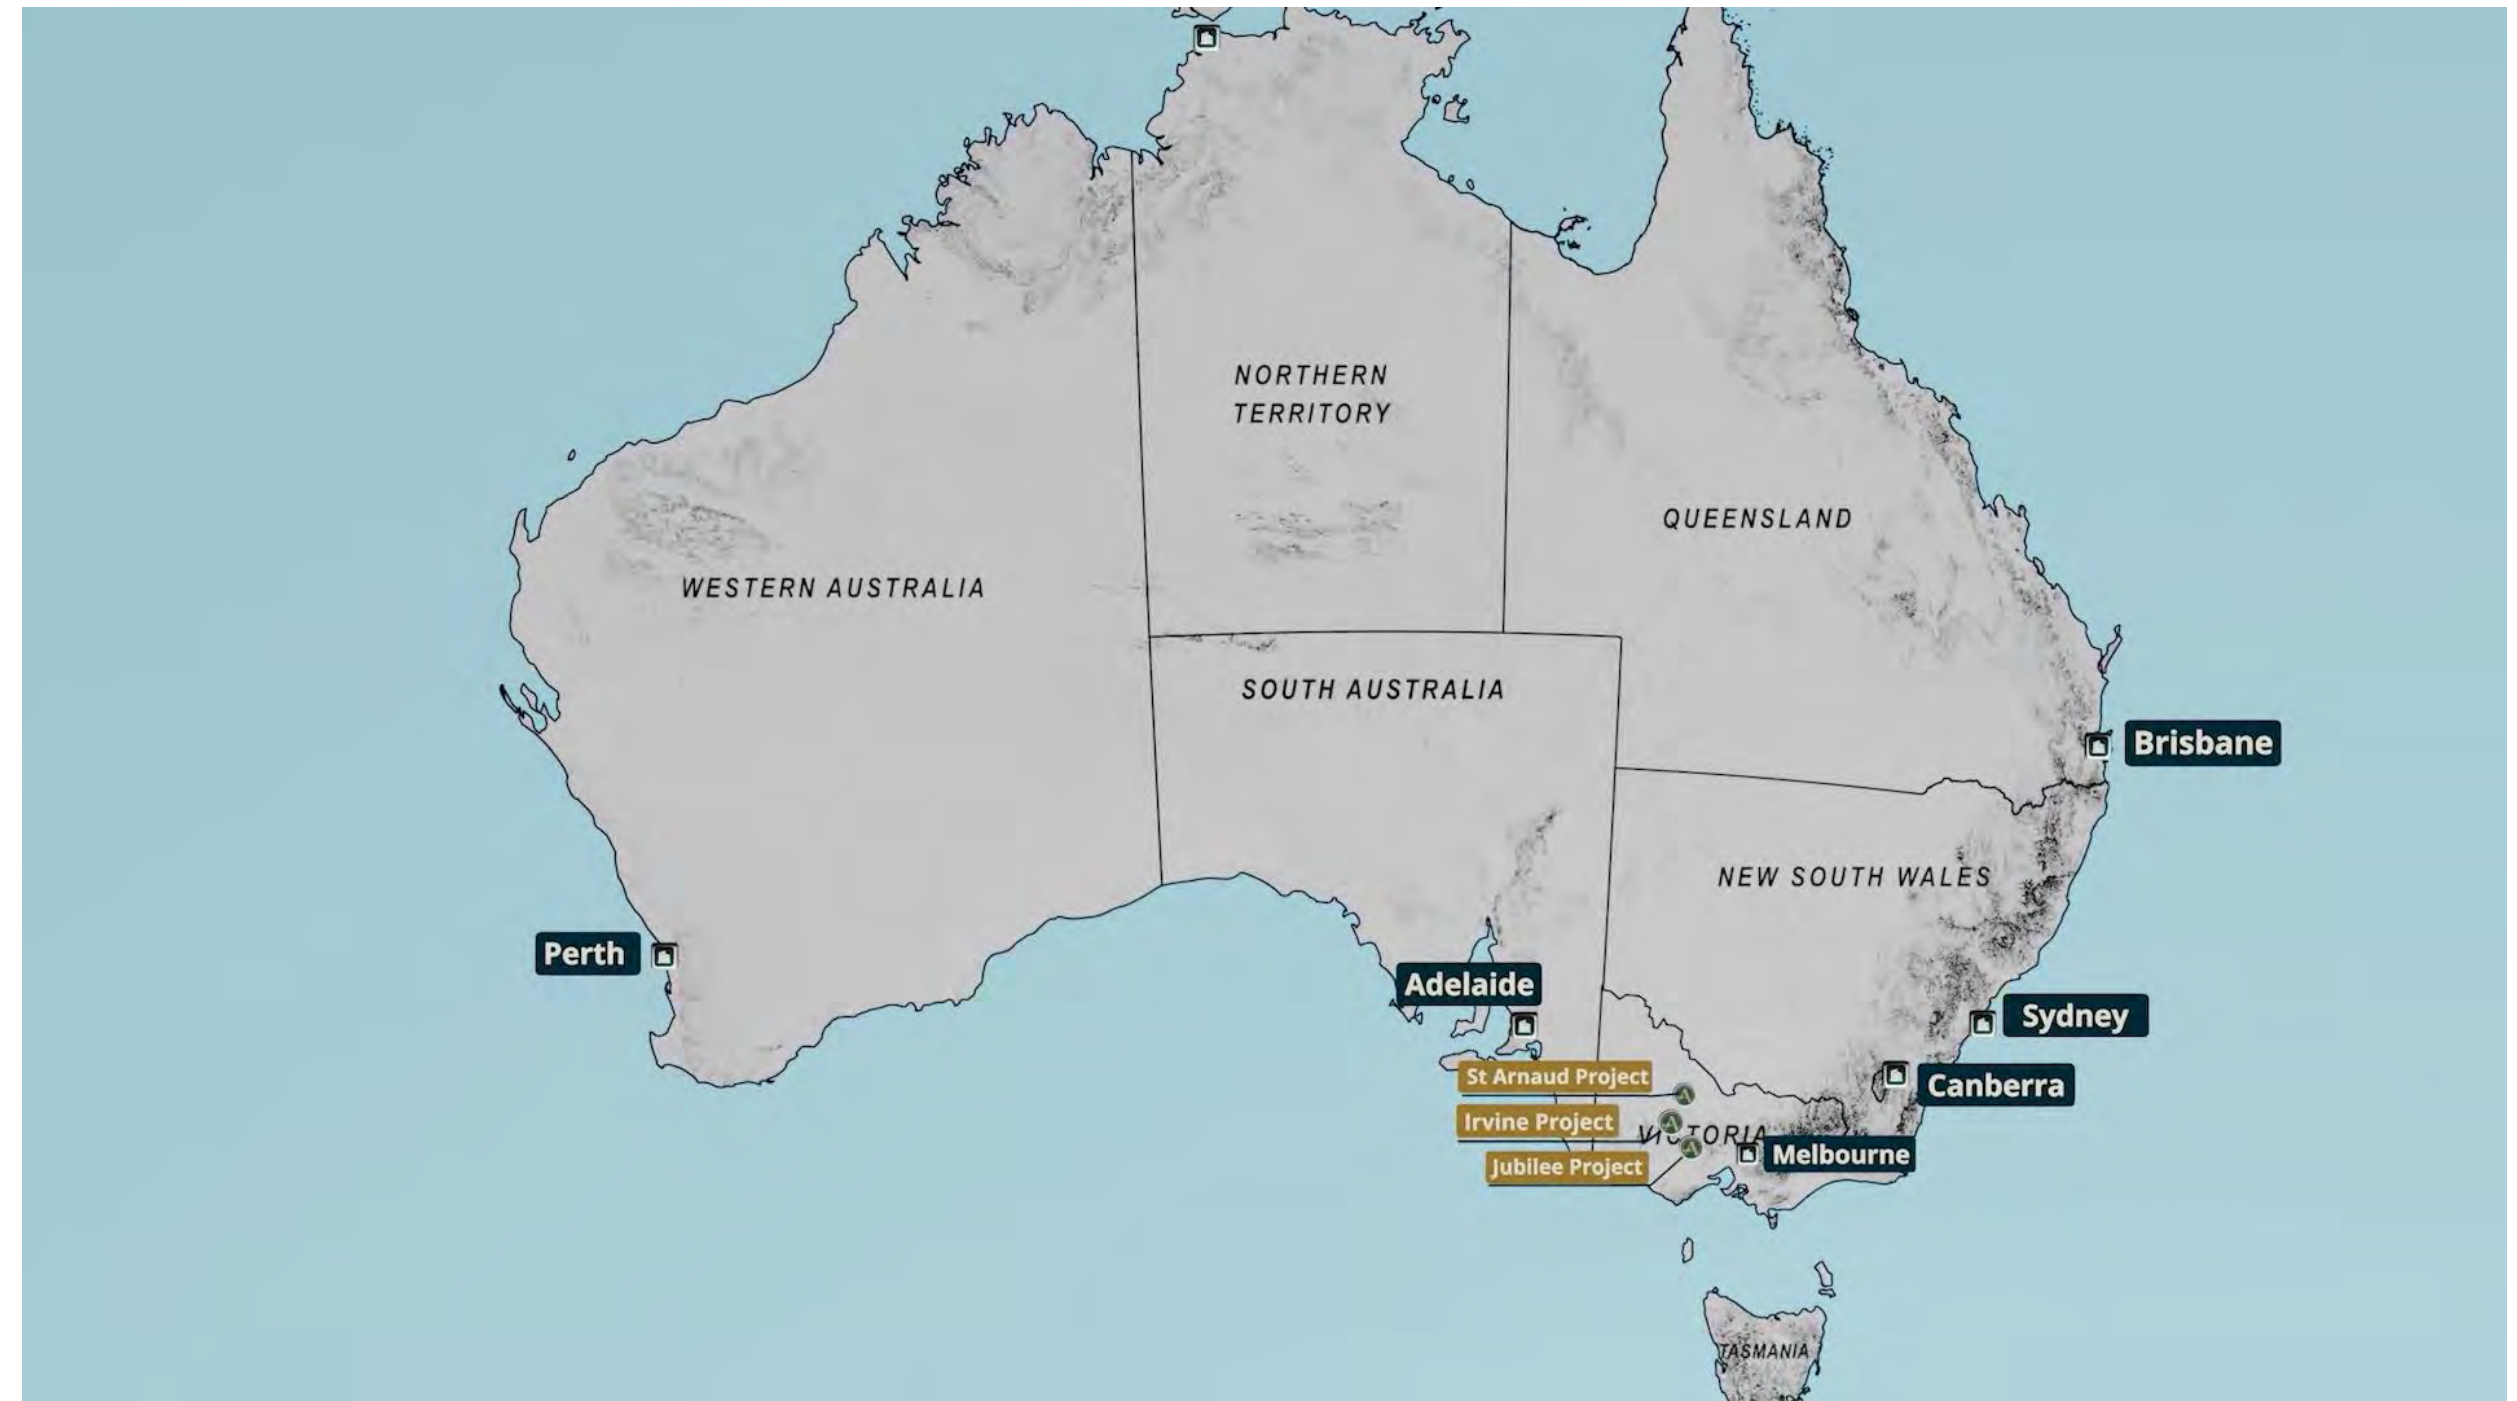 NORTHERN
TERRITORY
QUEENSLAND
WESTERN AUSTRALIA
SOUTH AUSTRALIA
Brisbane
NEW SOUTH WALES
Perth
Adelaide
Sydney
St Arnaud Project
Canberra
Irvine Project
VICTORIA
Melbourne
Jubilee Project
TASMANIA